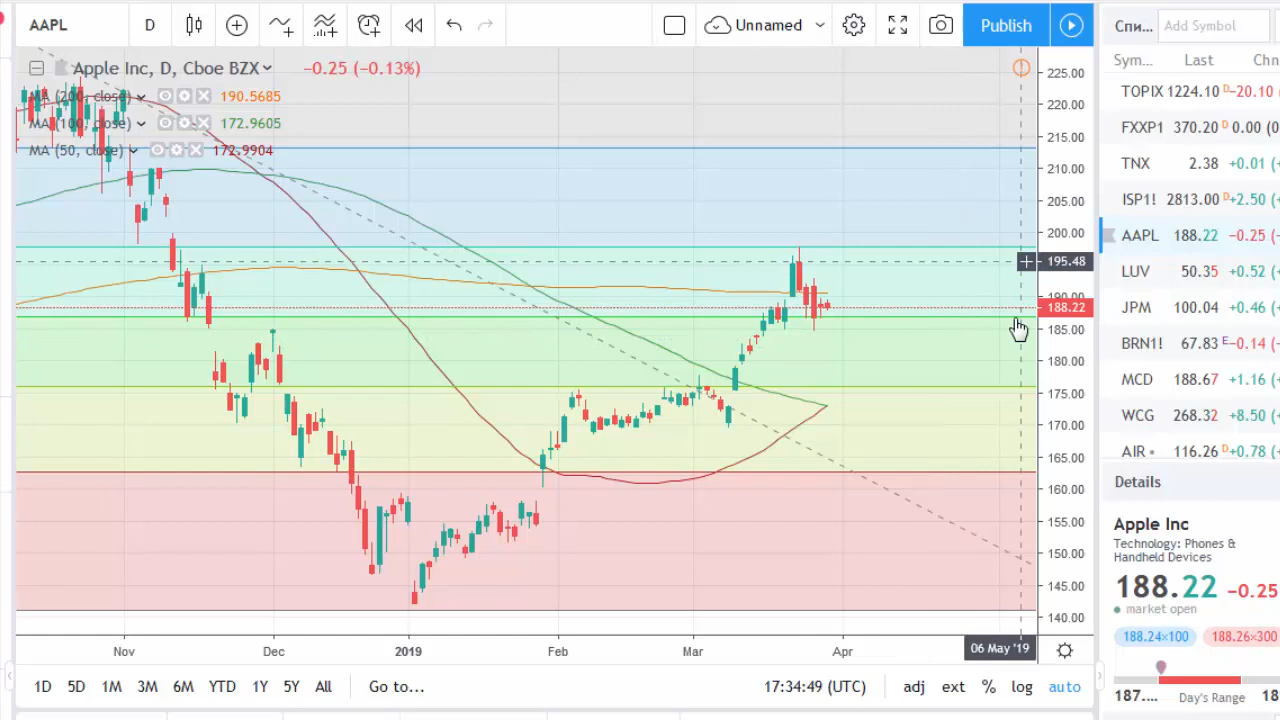 AAPL D Unnamed Publish Спи... Add Symbol
Sym... Last Chn
Apple Inc, D, Cboe BZX −0.25 (−0.13%)
MA (200, close) 190.5685
MA (100, close) 172.9605
MA (50, close) 172.9904
225.00
220.00
215.00
210.00
205.00
200.00
195.48
190.00
188.22
185.00
180.00
175.00
170.00
165.00
160.00
155.00
150.00
145.00
140.00
TOPIX 1224.10 D −20.10
FXXP1 370.20 D 0.00 (0
TNX 2.38 +0.01
ISP1! 2813.00 D +2.50
AAPL 188.22 −0.25
LUV 50.35 +0.52
JPM 100.04 +0.46
BRN1! 67.83 E −0.14
MCD 188.67 +1.16
WCG 268.32 +8.50
AIR 116.26 D +0.78
Details
Apple Inc
Technology: Phones &
Handheld Devices
188.22 −0.25
market open
188.24×100 188.26×300
187.... Day's Range 18
Nov Dec 2019 Feb Mar Apr 06 May '19
1D 5D 1M 3M 6M YTD 1Y 5Y All Go to... 17:34:49 (UTC) adj ext % log auto